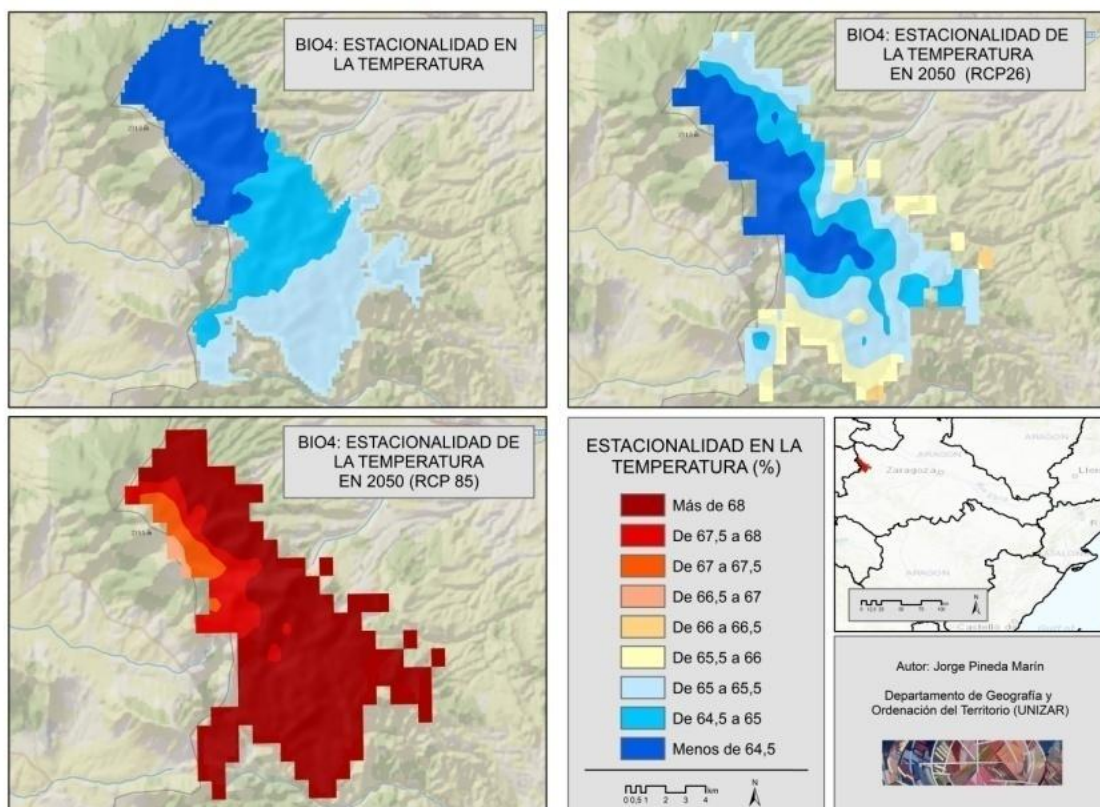 BIO4: ESTACIONALIDAD EN
LA TEMPERATURA
BIO4: ESTACIONALIDAD DE
LA TEMPERATURA
EN 2050 (RCP26)
BIO4: ESTACIONALIDAD DE
LA TEMPERATURA
EN 2050 (RCP 85)
ESTACIONALIDAD EN LA
TEMPERATURA (%)
Más de 68
De 67,5 a 68
De 67 a 67,5
De 66,5 a 67
De 66 a 66,5
De 65,5 a 66
De 65 a 65,5
De 64,5 a 65
Menos de 64,5
km
0 0,5 1 2 3 4
N
ARAGON
Zaragoza
ARAGON
N
Autor: Jorge Pineda Marín
Departamento de Geografía y
Ordenación del Territorio (UNIZAR)